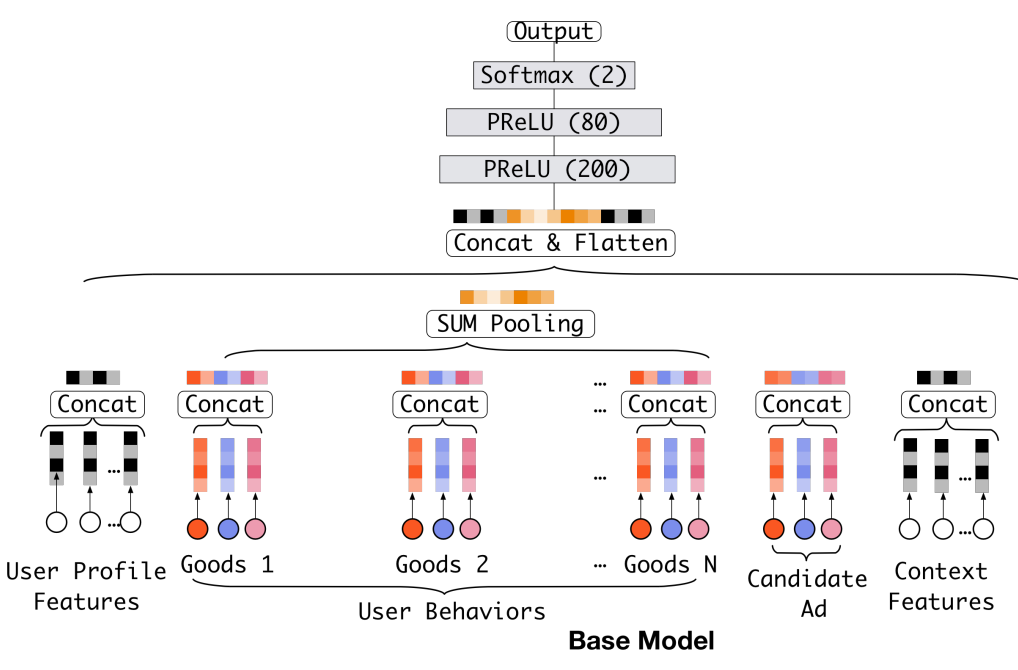 Output
Softmax (2)
PReLU (80)
PReLU (200)
Concat & Flatten
SUM Pooling
Concat Concat Concat ... Concat Concat Concat
...
... ... ...
... ...
Goods 1 Goods 2 ... Goods N
User Profile
Features
User Behaviors
Candidate
Ad
Context
Features
Base Model